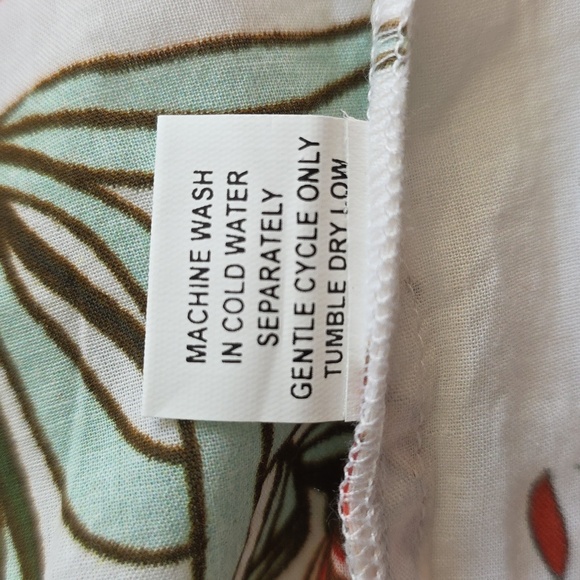 MACHINE WASH
IN COLD WATER
SEPARATELY
GENTLE CYCLE ONLY
TUMBLE DRY LOW